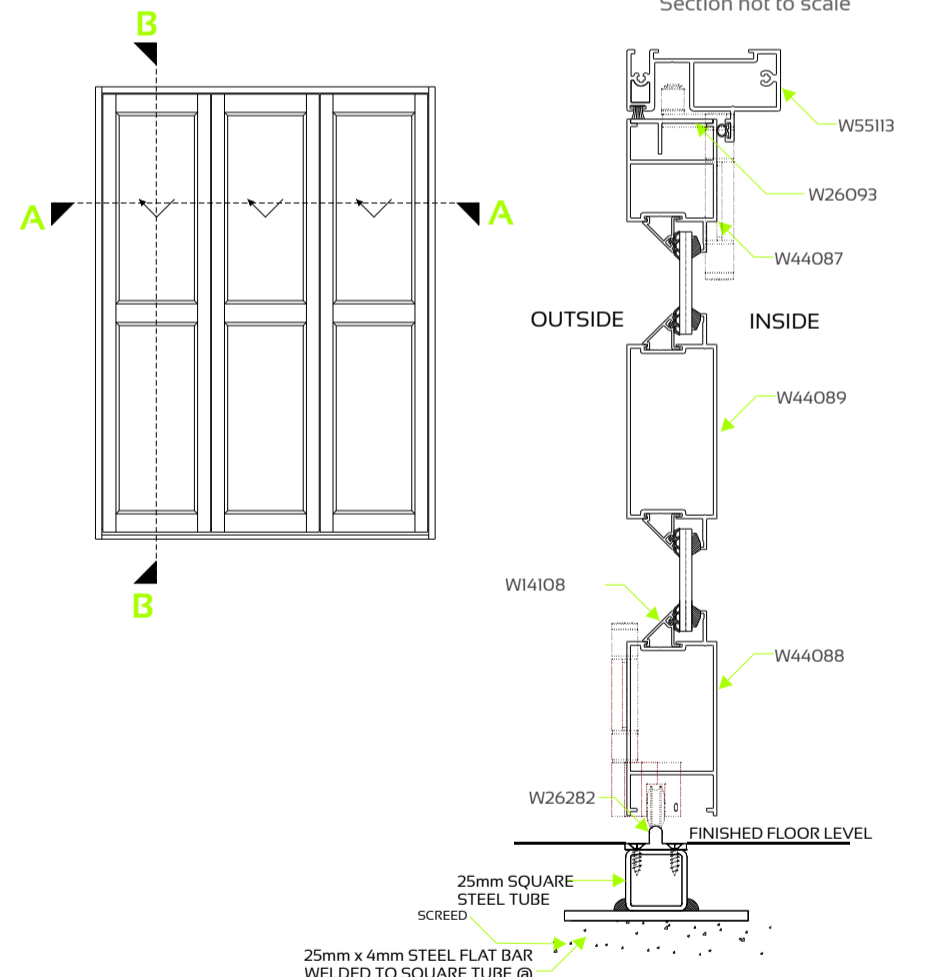 Section not to scale
B
A
A
B
W55113
W26093
W44087
OUTSIDE
INSIDE
W44089
W14108
W44088
W26282
FINISHED FLOOR LEVEL
25mm SQUARE
STEEL TUBE
SCREED
25mm x 4mm STEEL FLAT BAR
WELDED TO SQUARE TUBE @